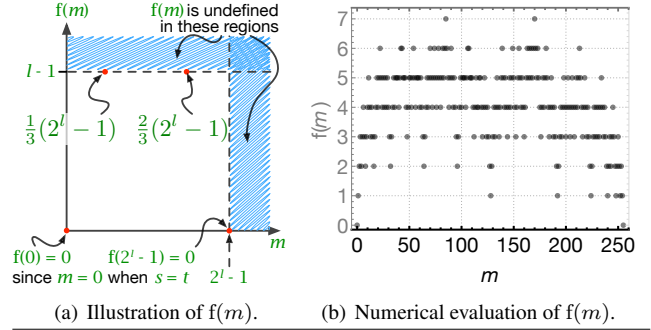 f(m)
f(m) is undefined
in these regions
l - 1
1/3(2^l − 1)
2/3(2^l − 1)
m
f(0) = 0
f(2^l - 1) = 0
since m = 0 when s = t
2^l - 1
(a) Illustration of f(m).
f(m)
7
6
5
4
3
2
1
0
0 50 100 150 200 250
m
(b) Numerical evaluation of f(m).